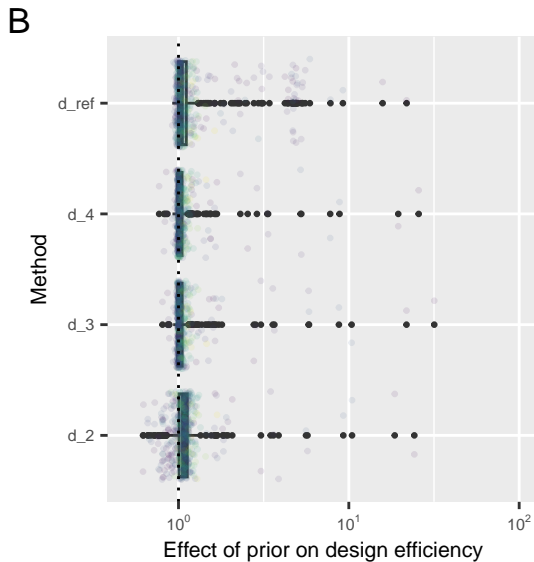 B
Method
d_ref
d_4
d_3
d_2
10⁰
10¹
10²
Effect of prior on design efficiency